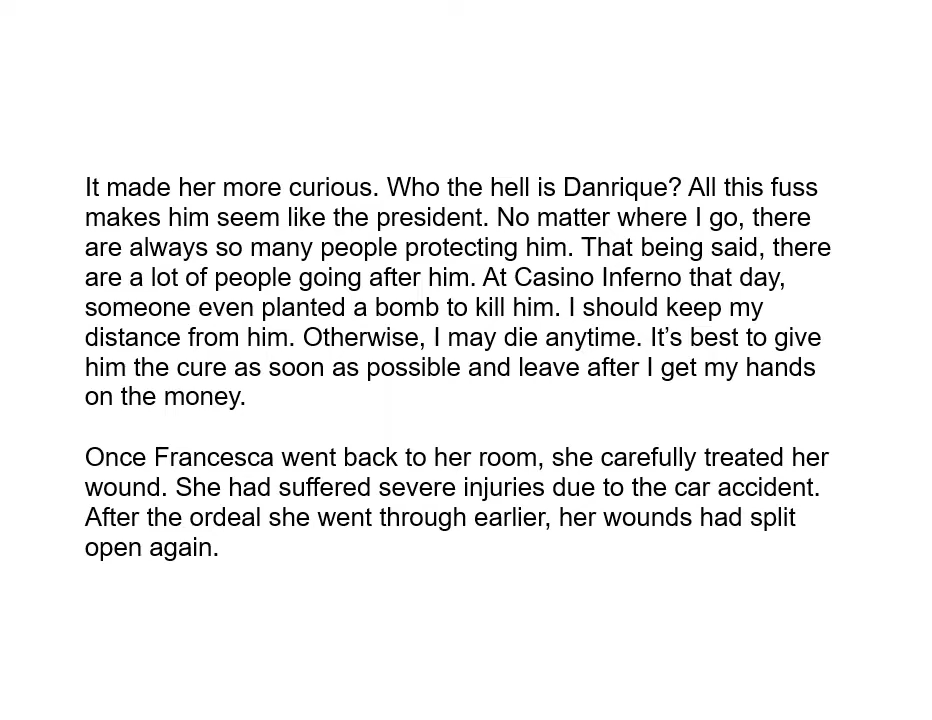 It made her more curious. Who the hell is Danrique? All this fuss
makes him seem like the president. No matter where I go, there
are always so many people protecting him. That being said, there
are a lot of people going after him. At Casino Inferno that day,
someone even planted a bomb to kill him. I should keep my
distance from him. Otherwise, I may die anytime. It’s best to give
him the cure as soon as possible and leave after I get my hands
on the money.
Once Francesca went back to her room, she carefully treated her
wound. She had suffered severe injuries due to the car accident.
After the ordeal she went through earlier, her wounds had split
open again.